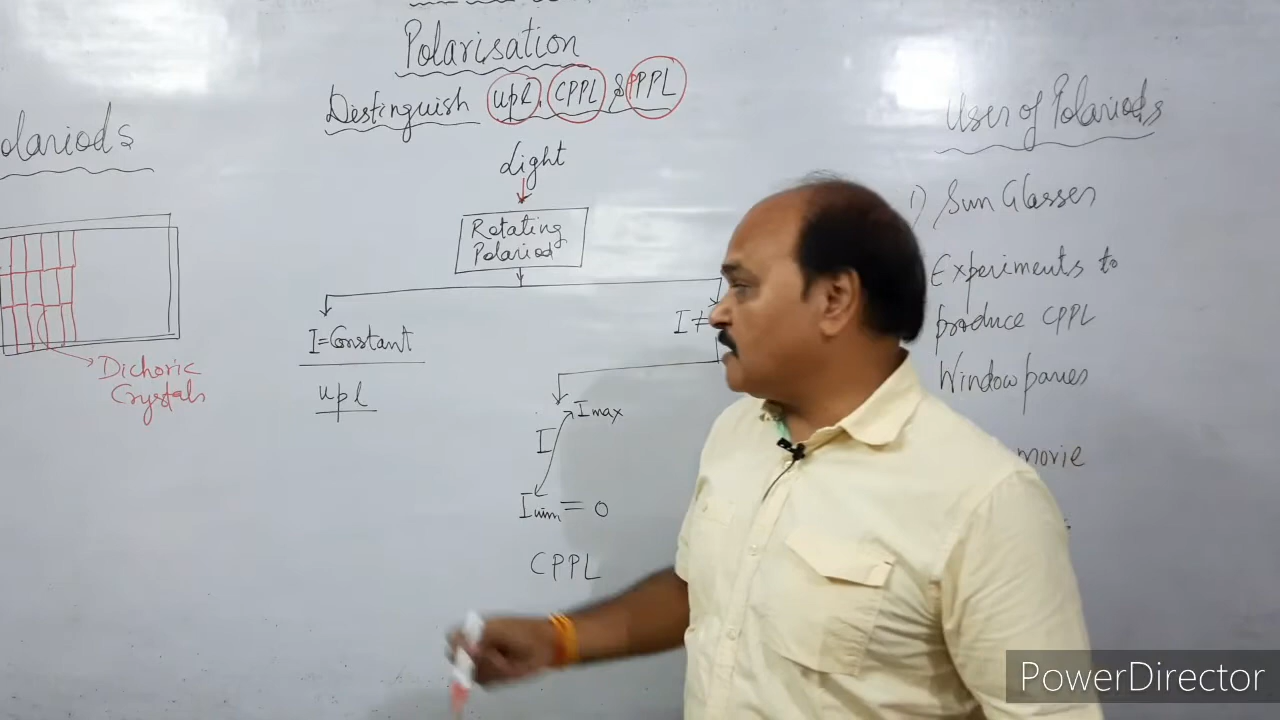 Polarisation
Destinguish upl, CPPL & PPPL
Light
Rotating
Polariod
I=Constant
upl
I ≠
I
Imax
Imin = 0
CPPL
olariods
Dichoric
Crystals
Uses of Polariods
1) Sun Glasses
Experiments to
produce CPPL
Window panes
movie
PowerDirector